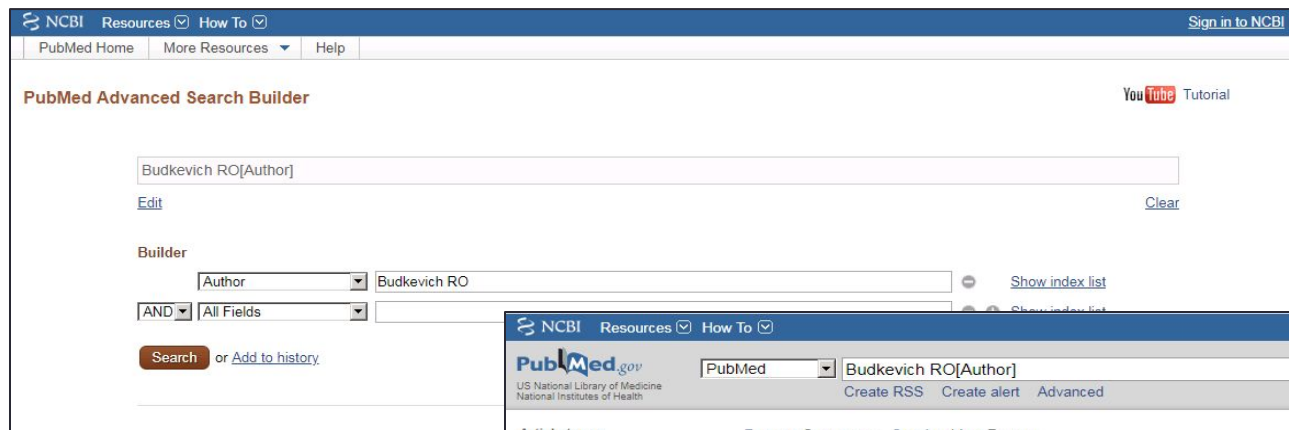 NCBI Resources How To Sign in to NCBI
PubMed Home More Resources Help
PubMed Advanced Search Builder
You Tube Tutorial
Budkevich RO[Author]
Edit Clear
Builder
Author Budkevich RO Show index list
AND All Fields Show index list
Search or Add to history
NCBI Resources How To
PubMed.gov
US National Library of Medicine
National Institutes of Health
PubMed Budkevich RO[Author]
Create RSS Create alert Advanced